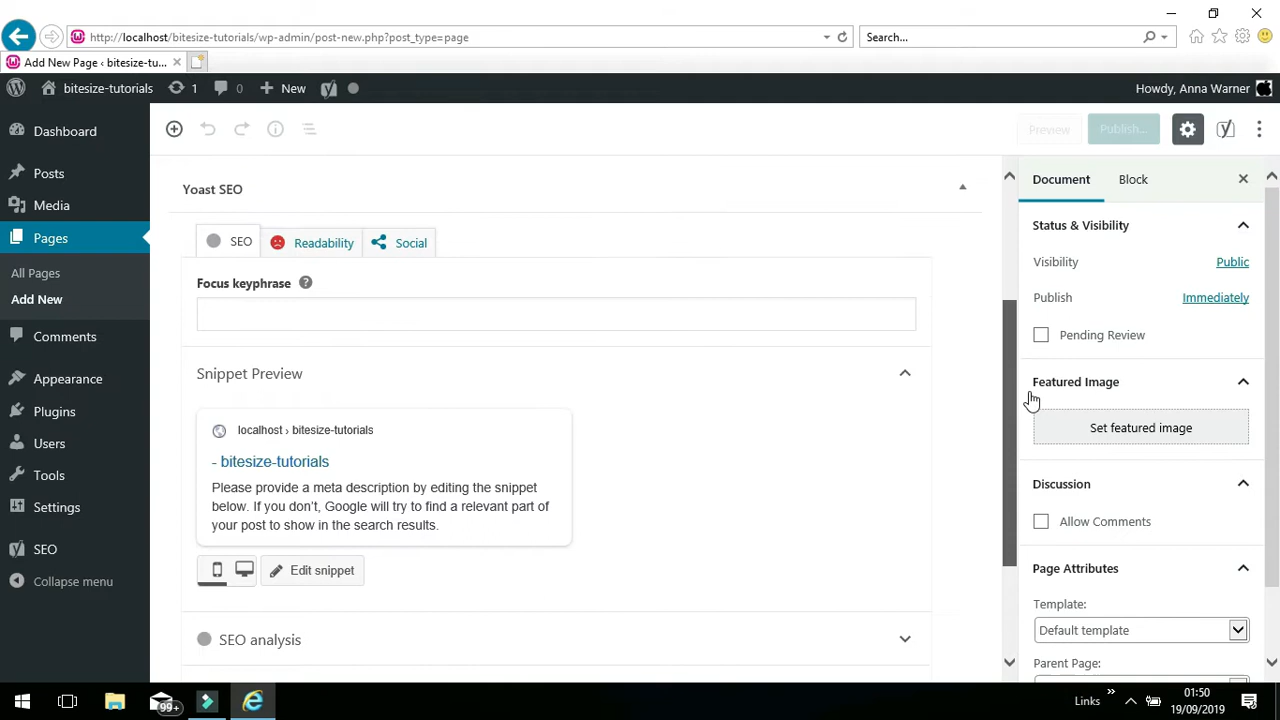 http://localhost/bitesize-tutorials/wp-admin/post-new.php?post_type=page
Search...
Add New Page ‹ bitesize-tu...
bitesize-tutorials
1
0
New
Howdy, Anna Warner
Dashboard
Posts
Media
Pages
All Pages
Add New
Comments
Appearance
Plugins
Users
Tools
Settings
SEO
Collapse menu
Preview
Publish...
Yoast SEO
SEO
Readability
Social
Focus keyphrase
Snippet Preview
localhost › bitesize-tutorials
- bitesize-tutorials
Please provide a meta description by editing the snippet
below. If you don't, Google will try to find a relevant part of
your post to show in the search results.
Edit snippet
SEO analysis
Document
Block
Status & Visibility
Visibility
Public
Publish
Immediately
Pending Review
Featured Image
Set featured image
Discussion
Allow Comments
Page Attributes
Template:
Default template
Parent Page:
99+
Links
01:50
19/09/2019